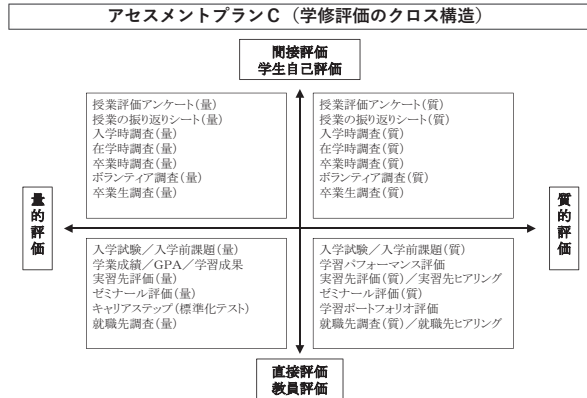 アセスメントプランC（学修評価のクロス構造）
間接評価
学生自己評価
授業評価アンケート(量)
授業の振り返りシート(量)
入学時調査(量)
在学時調査(量)
卒業時調査(量)
ボランティア調査(量)
卒業生調査(量)
授業評価アンケート(質)
授業の振り返りシート(質)
入学時調査(質)
在学時調査(質)
卒業時調査(質)
ボランティア調査(質)
卒業生調査(質)
量的評価
質的評価
入学試験／入学前課題(量)
学業成績／GPA／学習成果
実習先評価(量)
ゼミナール評価(量)
キャリアステップ(標準化テスト)
就職先調査(量)
入学試験／入学前課題(質)
学習パフォーマンス評価
実習先評価(質)／実習先ヒアリング
ゼミナール評価(質)
学習ポートフォリオ評価
就職先調査(質)／就職先ヒアリング
直接評価
教員評価